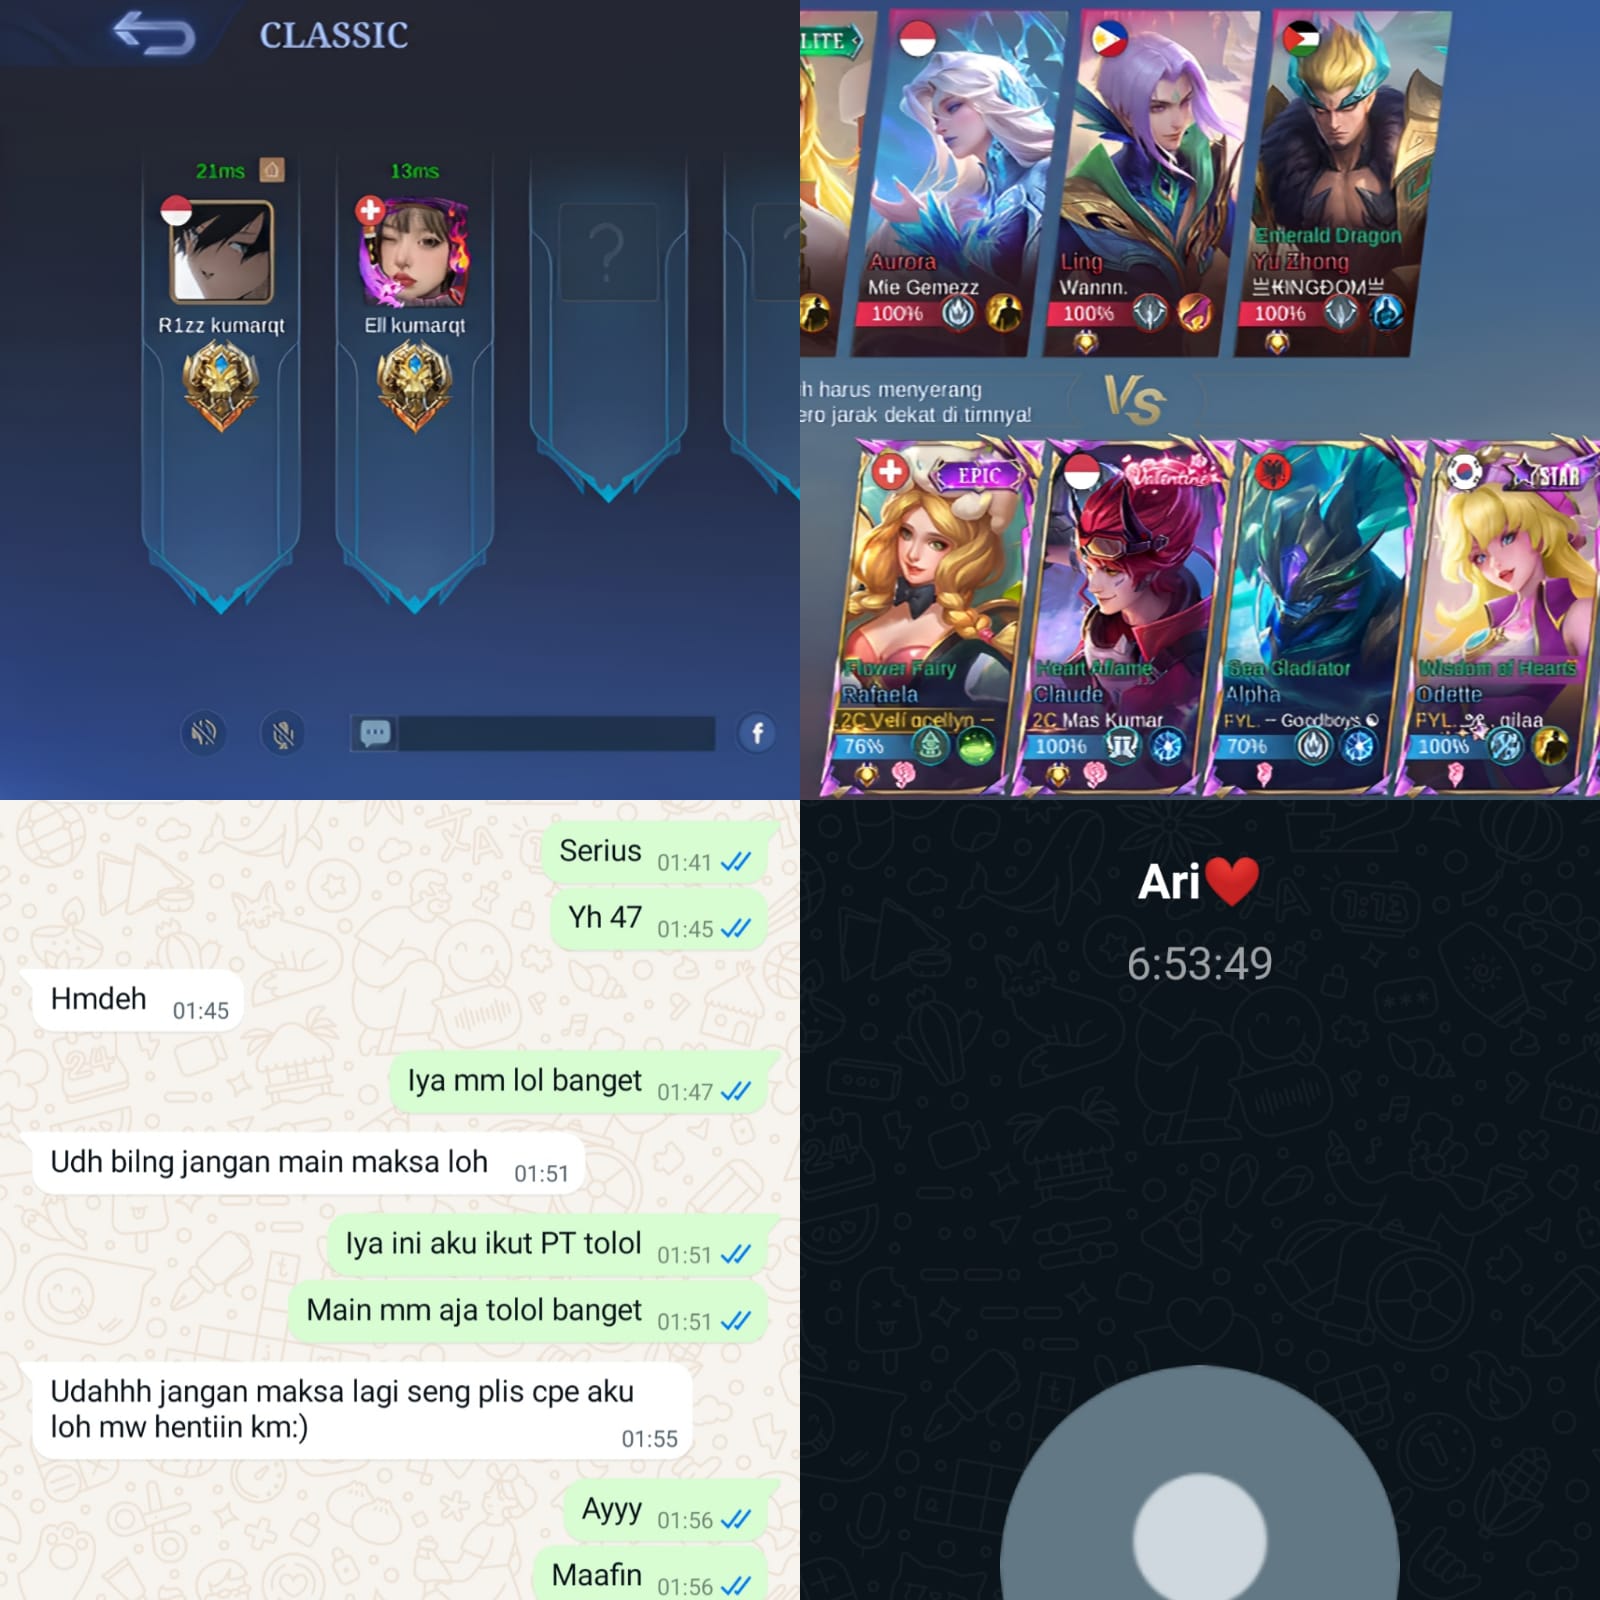 CLASSIC
21ms
13ms
R1zz kumarqt
Ell kumarqt
?
?
f
LITE
Aurora
Mie Gemezz
100%
Ling
Wannn.
100%
Emerald Dragon
Yu Zhong
KINGDOM
100%
h harus menyerang
ero jarak dekat di timnya!
Vs
EPIC
Flower Fairy
Rafaela
2C Veli acellyn
76%
Valentine
Heart Aflame
Claude
2C Mas Kumar
100%
Sea Gladiator
Alpha
FYL. – Goodboys
70%
STAR
Wisdom of Hearts
Odette
FYL. qilaa
100%
Serius 01:41
Yh 47 01:45
Hmdeh 01:45
Iya mm lol banget 01:47
Udh bilng jangan main maksa loh 01:51
Iya ini aku ikut PT tolol 01:51
Main mm aja tolol banget 01:51
Udahhh jangan maksa lagi seng plis cpe aku
loh mw hentiin km:) 01:55
Ayyy 01:56
Maafin 01:56
Ari❤️
6:53:49